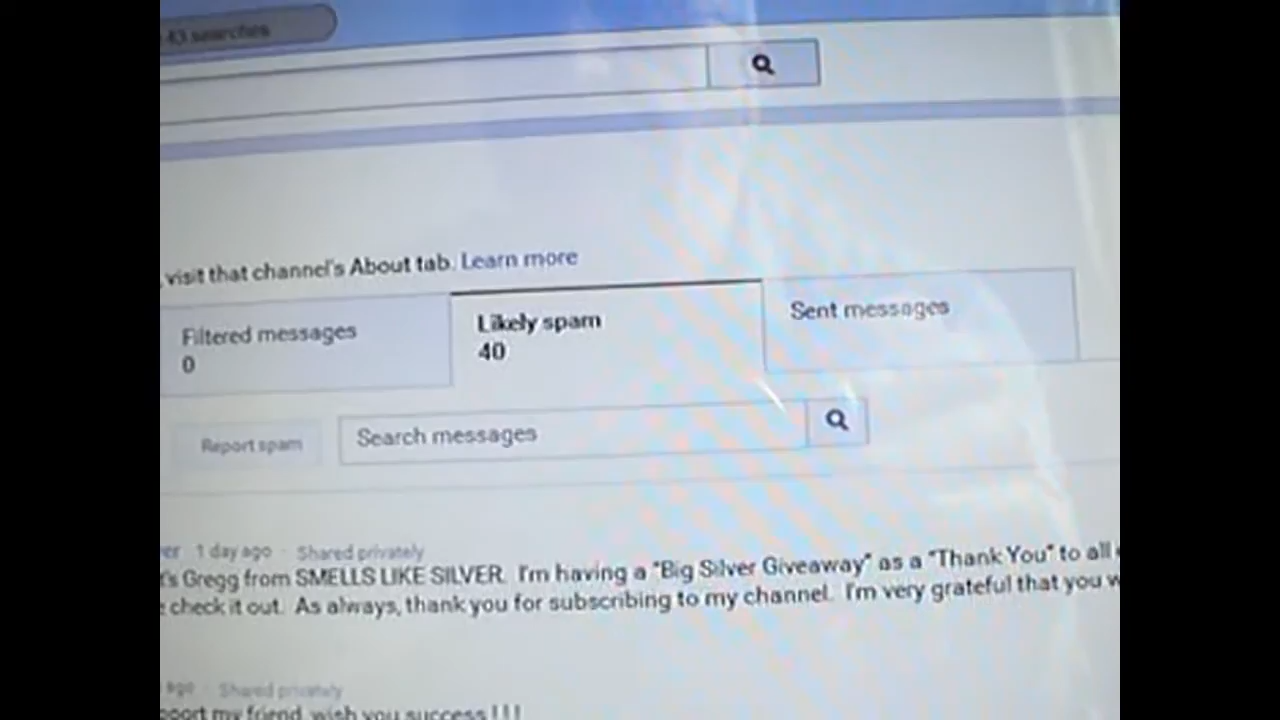 43 searches
visit that channel's About tab. Learn more
Filtered messages
0
Likely spam
40
Sent messages
Report spam
Search messages
er 1 day ago · Shared privately
's Gregg from SMELLS LIKE SILVER. I'm having a "Big Silver Giveaway" as a "Thank You" to all
check it out. As always, thank you for subscribing to my channel. I'm very grateful that you w
ago · Shared privately
pport my friend, wish you success!!!